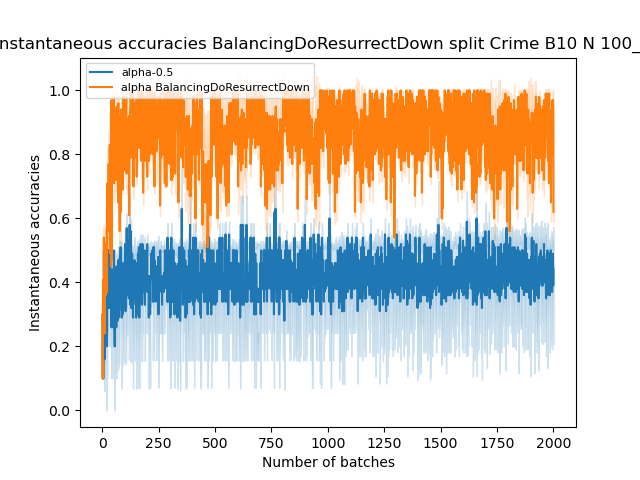 nstantaneous accuracies BalancingDoResurrectDown split Crime B10 N 100_
alpha-0.5
alpha BalancingDoResurrectDown
1.0
0.8
0.6
0.4
0.2
0.0
Instantaneous accuracies
0 250 500 750 1000 1250 1500 1750 2000
Number of batches